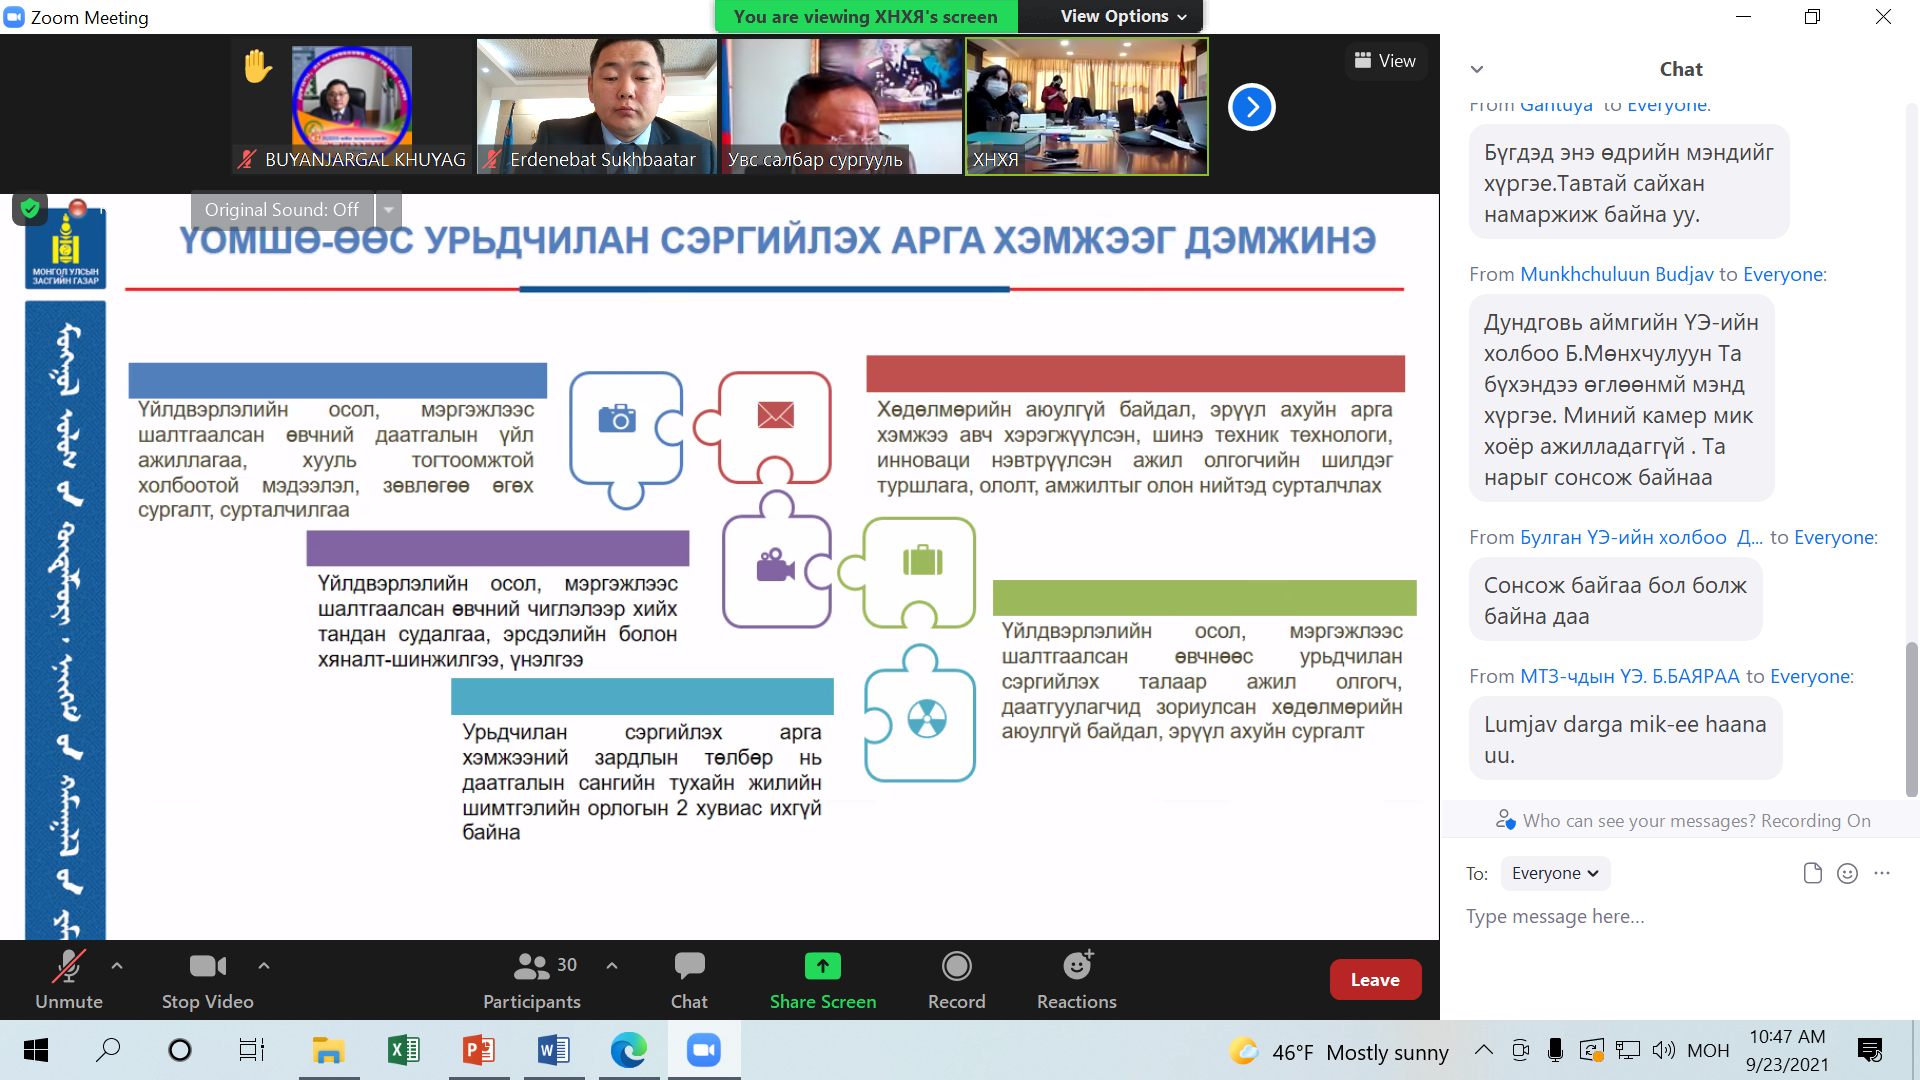 Zoom Meeting
You are viewing ХНХЯ's screen
View Options
BUYANJARGAL KHUYAG
Erdenebat Sukhbaatar
Увс салбар сургууль
ХНХЯ
View
Original Sound: Off
МОНГОЛ УЛСЫН
ЗАСГИЙН ГАЗАР
ҮОМШӨ-ӨӨС УРЬДЧИЛАН СЭРГИЙЛЭХ АРГА ХЭМЖЭЭГ ДЭМЖИНЭ
Үйлдвэрлэлийн осол, мэргэжлээс
шалтгаалсан өвчний даатгалын үйл
ажиллагаа, хууль тогтоомжтой
холбоотой мэдээлэл, зөвлөгөө өгөх
сургалт, сурталчилгаа
Хөдөлмөрийн аюулгүй байдал, эрүүл ахуйн арга
хэмжээ авч хэрэгжүүлсэн, шинэ техник технологи,
инноваци нэвтрүүлсэн ажил олгогчийн шилдэг
туршлага, ололт, амжилтыг олон нийтэд сурталчлах
Үйлдвэрлэлийн осол, мэргэжлээс
шалтгаалсан өвчний чиглэлээр хийх
тандан судалгаа, эрсдэлийн болон
хяналт-шинжилгээ, үнэлгээ
Үйлдвэрлэлийн осол, мэргэжлээс
шалтгаалсан өвчнөөс урьдчилан
сэргийлэх талаар ажил олгогч,
даатгуулагчид зориулсан хөдөлмөрийн
аюулгүй байдал, эрүүл ахуйн сургалт
Урьдчилан сэргийлэх арга
хэмжээний зардлын төлбөр нь
даатгалын сангийн тухайн жилийн
шимтгэлийн орлогын 2 хувиас ихгүй
байна
Chat
From Gantuya to Everyone:
Бүгдэд энэ өдрийн мэндийг
хүргэе.Тавтай сайхан
намаржиж байна уу.
From Munkhchuluun Budjav to Everyone:
Дундговь аймгийн ҮЭ-ийн
холбоо Б.Мөнхчулуун Та
бүхэндээ өглөөнмй мэнд
хүргэе. Миний камер мик
хоёр ажилладаггүй . Та
нарыг сонсож байнаа
From Булган ҮЭ-ийн холбоо Д... to Everyone:
Сонсож байгаа бол болж
байна даа
From МТЗ-чдын ҮЭ. Б.БАЯРАА to Everyone:
Lumjav darga mik-ee haana
uu.
Who can see your messages? Recording On
To: Everyone
Type message here...
Unmute
Stop Video
Participants
30
Chat
Share Screen
Record
Reactions
Leave
46°F Mostly sunny
МОН
10:47 AM
9/23/2021